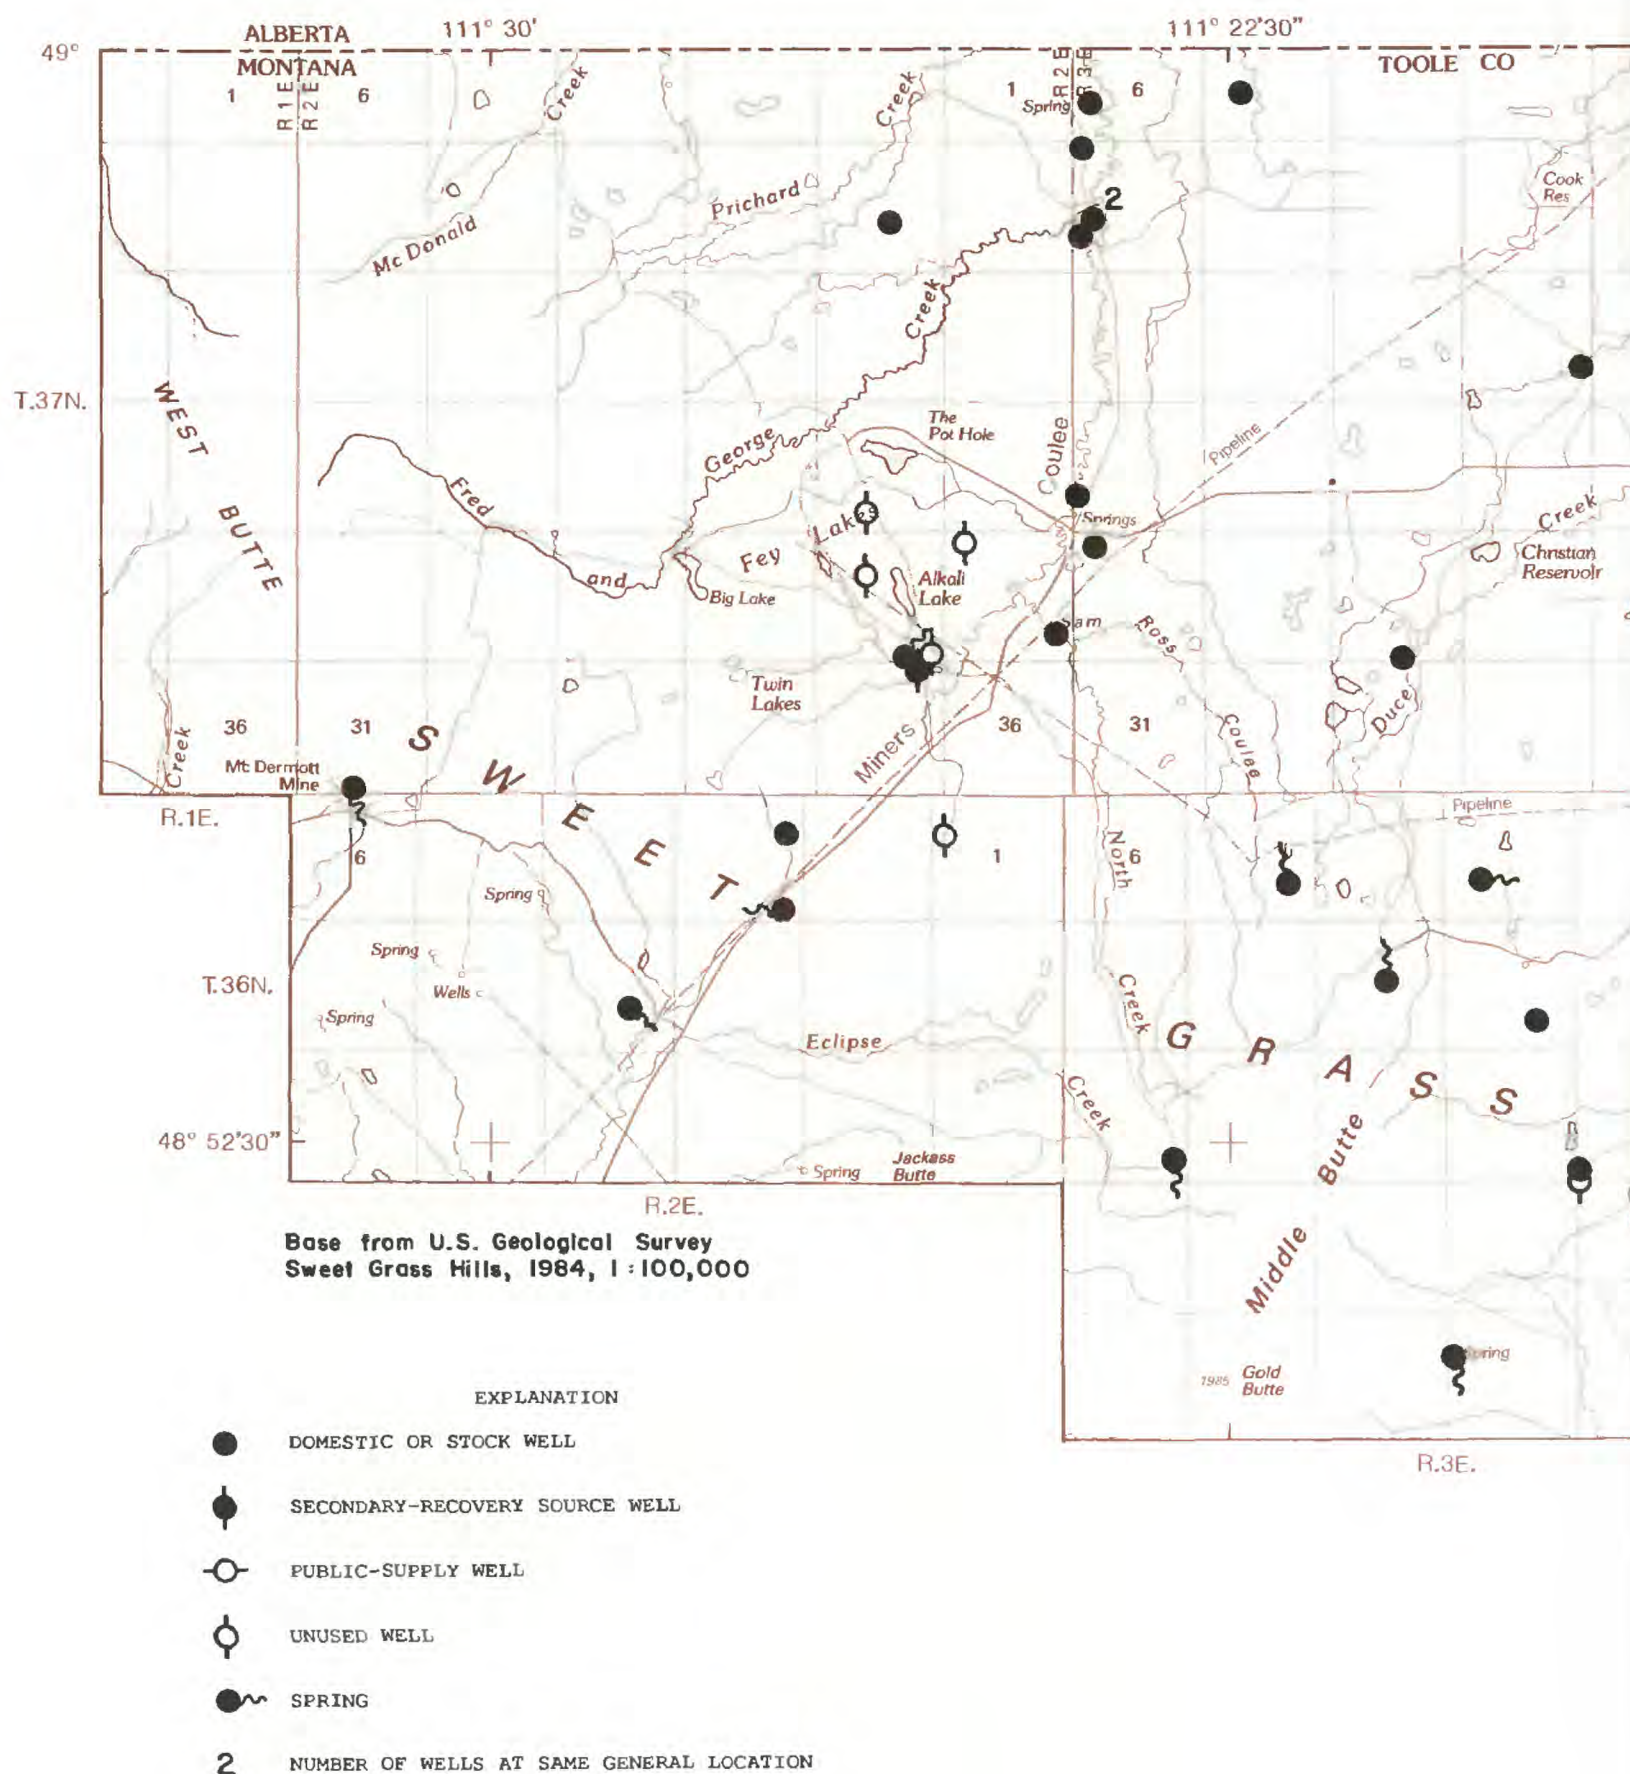 111° 30' 111° 22'30"
ALBERTA
49°
MONTANA TOOLE CO
1 R1E R2E 6 Creek Creek 1 R2E R3E 6
Spring
2
Cook
Res
Prichard
Mc Donald
Creek
T.37N.
WEST BUTTE
The
Pot Hole
George
Coulee
Pipeline
Fred
Lakes
Springs
Creek
Fey
Christian
Reservoir
and
Big Lake
Alkali
Lake
Ross
Twin
Lakes
36 31 36 31
Creek
Miners
Coulee
Duce
Mt Dermott
Mine
SWEET
R.1E.
Pipeline
6 1 6
North
Spring
Spring
Wells
T.36N.
Spring
Creek
Eclipse
GRASS
Creek
48° 52'30"
Spring
Jackass
Butte
Middle Butte
R.2E.
Base from U.S. Geological Survey
Sweet Grass Hills, 1984, 1:100,000
1985 Gold
Butte
R.3E.
EXPLANATION
DOMESTIC OR STOCK WELL
SECONDARY-RECOVERY SOURCE WELL
PUBLIC-SUPPLY WELL
UNUSED WELL
SPRING
2 NUMBER OF WELLS AT SAME GENERAL LOCATION